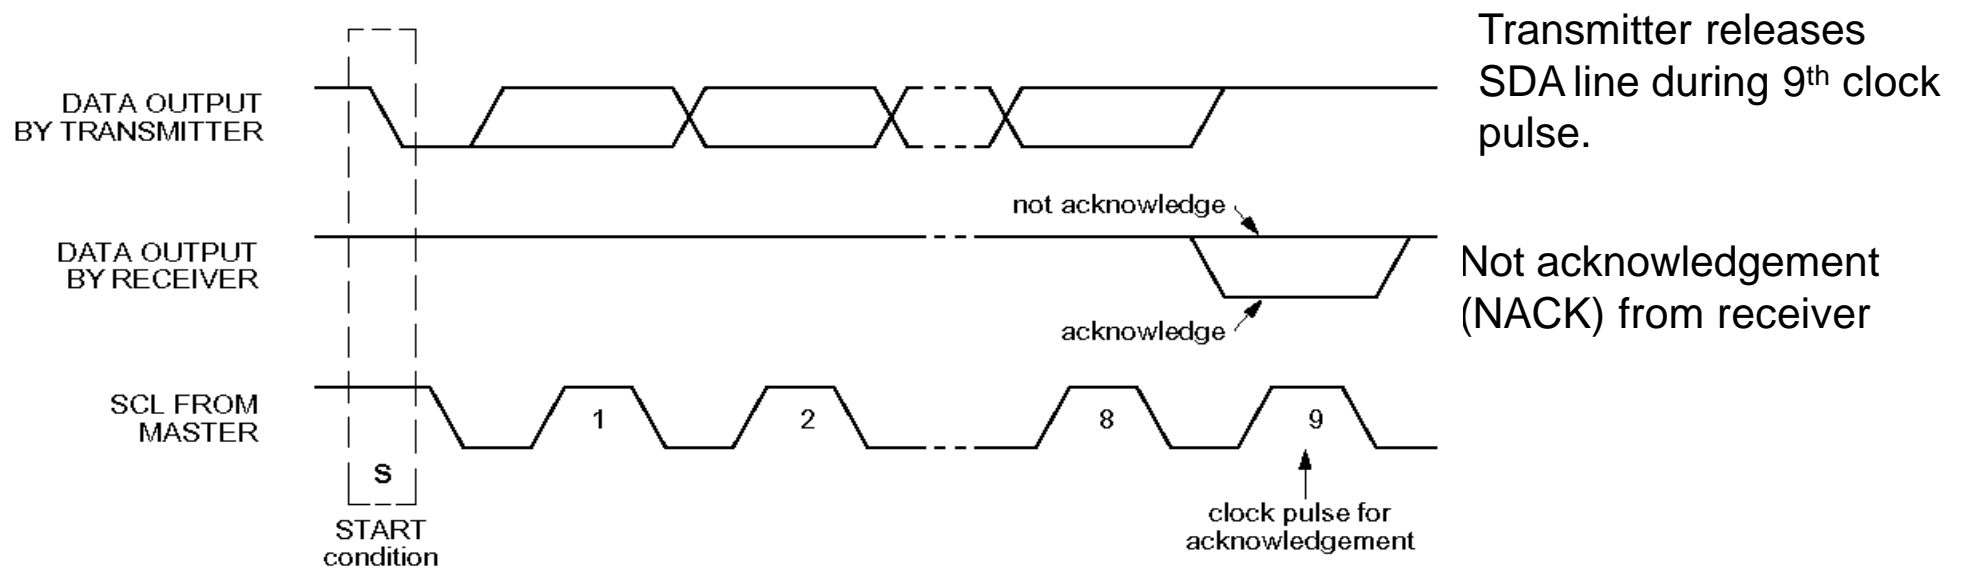 Transmitter releases
SDA line during 9th clock
pulse.
DATA OUTPUT
BY TRANSMITTER
not acknowledge
DATA OUTPUT
BY RECEIVER
Not acknowledgement
(NACK) from receiver
acknowledge
SCL FROM
MASTER
1
2
8
9
S
START
condition
clock pulse for
acknowledgement